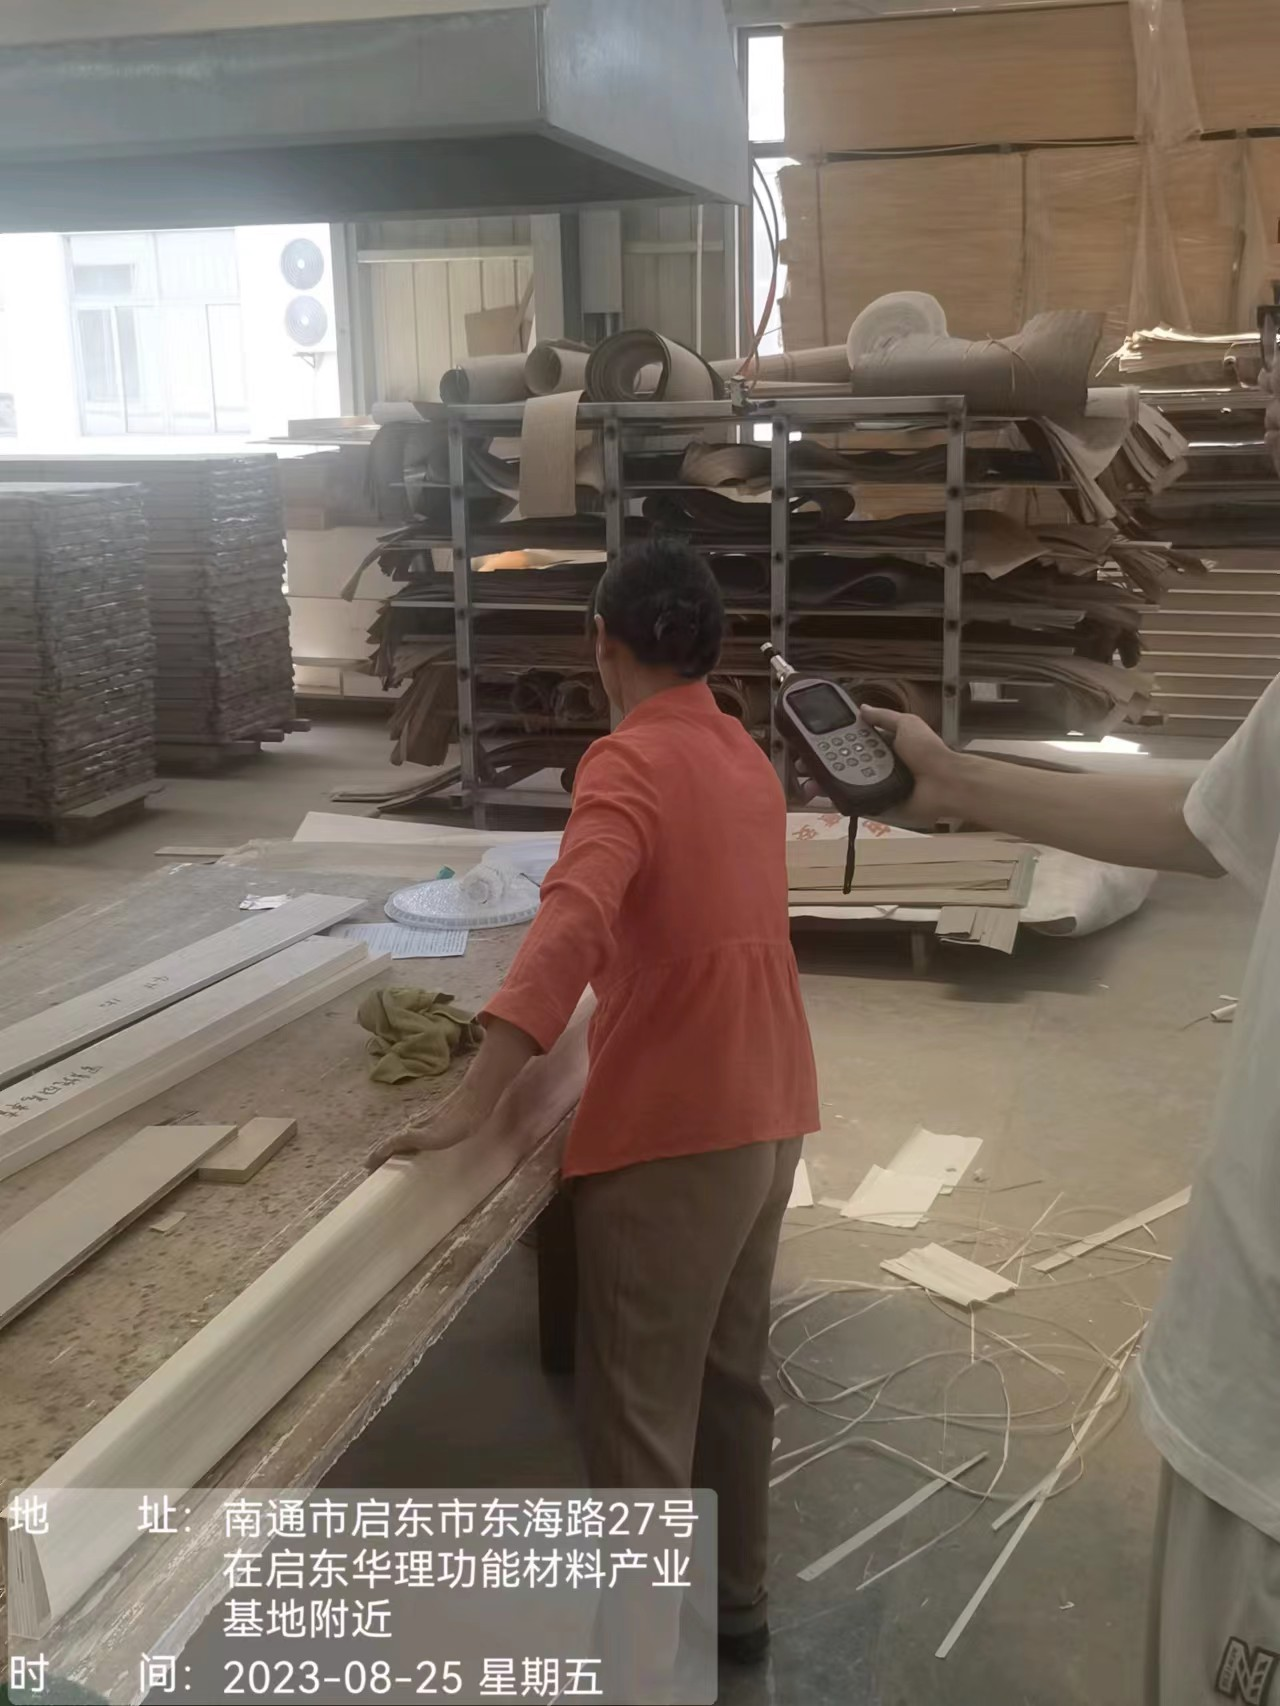 地 址：南通市启东市东海路27号
在启东华理功能材料产业
基地附近
时 间：2023-08-25 星期五